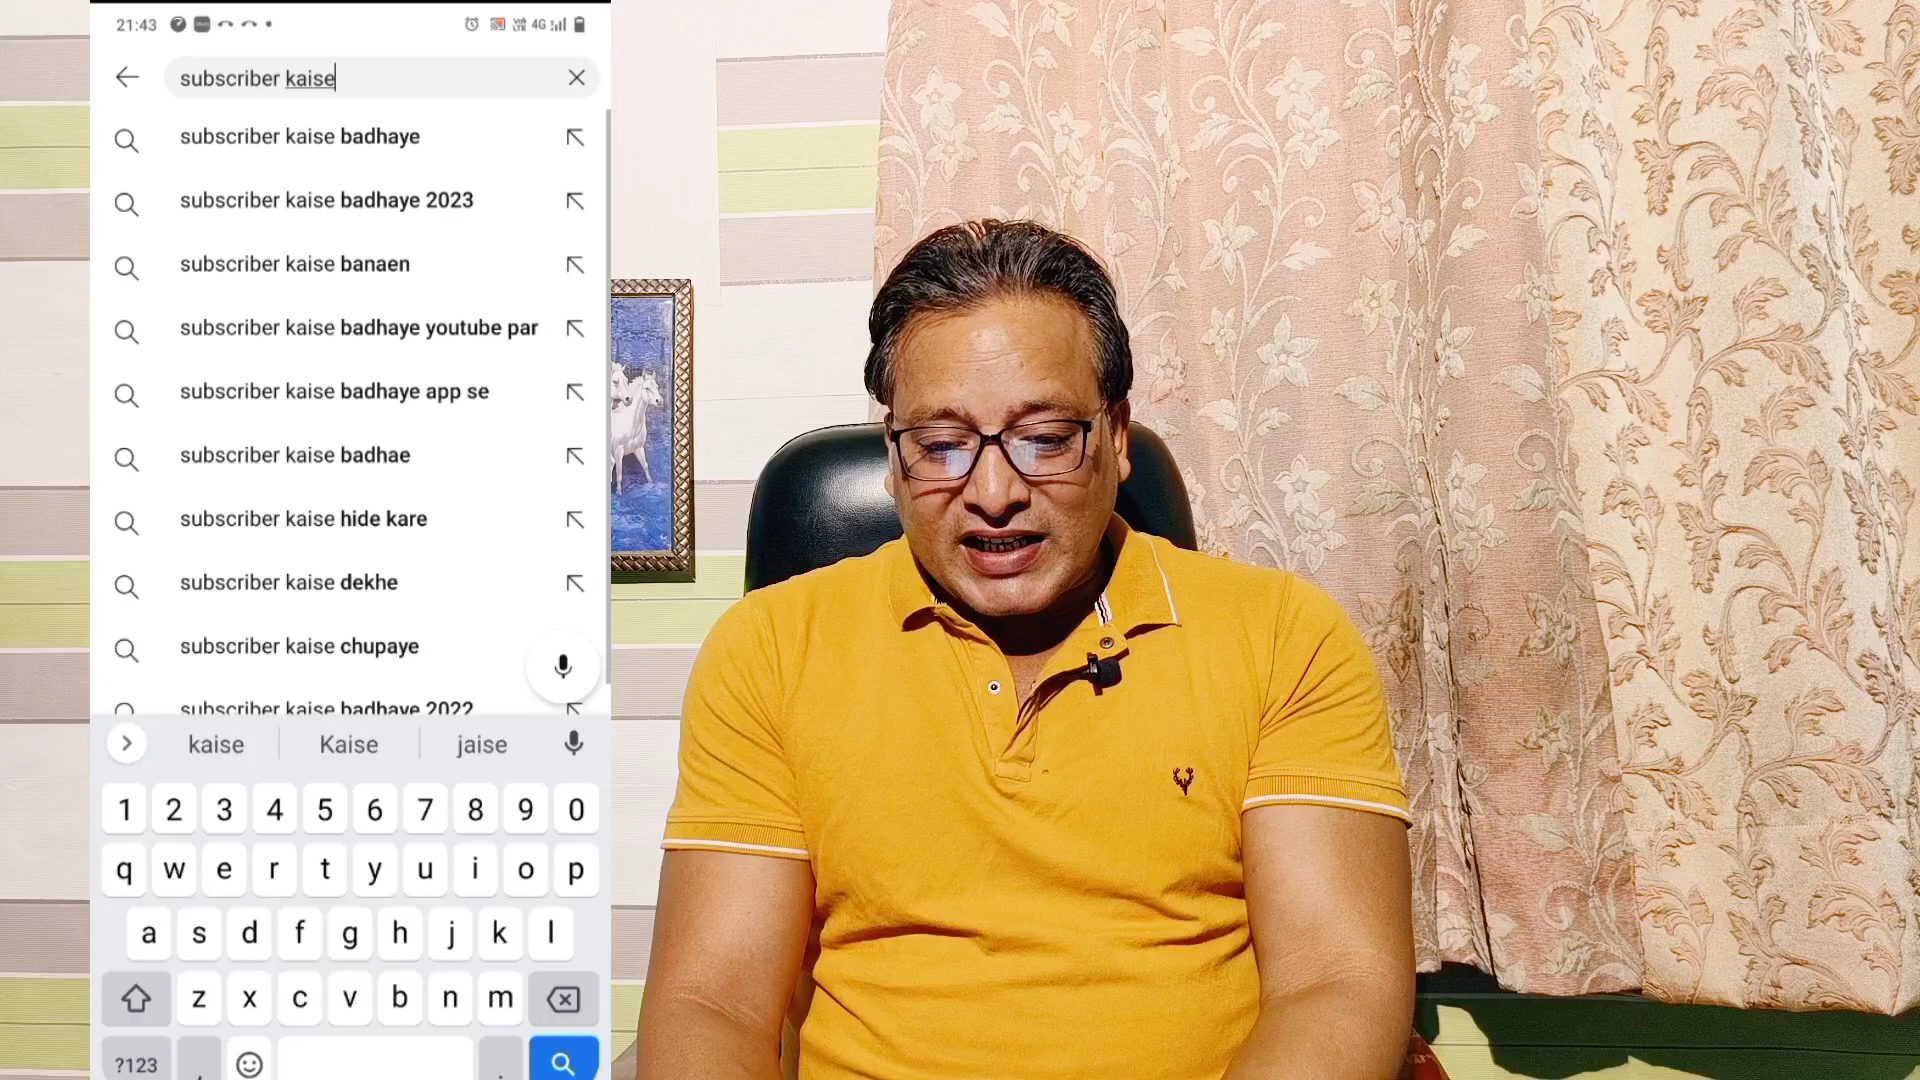 21:43 4G
subscriber kaise
subscriber kaise badhaye
subscriber kaise badhaye 2023
subscriber kaise banaen
subscriber kaise badhaye youtube par
subscriber kaise badhaye app se
subscriber kaise badhae
subscriber kaise hide kare
subscriber kaise dekhe
subscriber kaise chupaye
subscriber kaise badhaye 2022
kaise Kaise jaise
1 2 3 4 5 6 7 8 9 0
q w e r t y u i o p
a s d f g h j k l
z x c v b n m
?123 , .